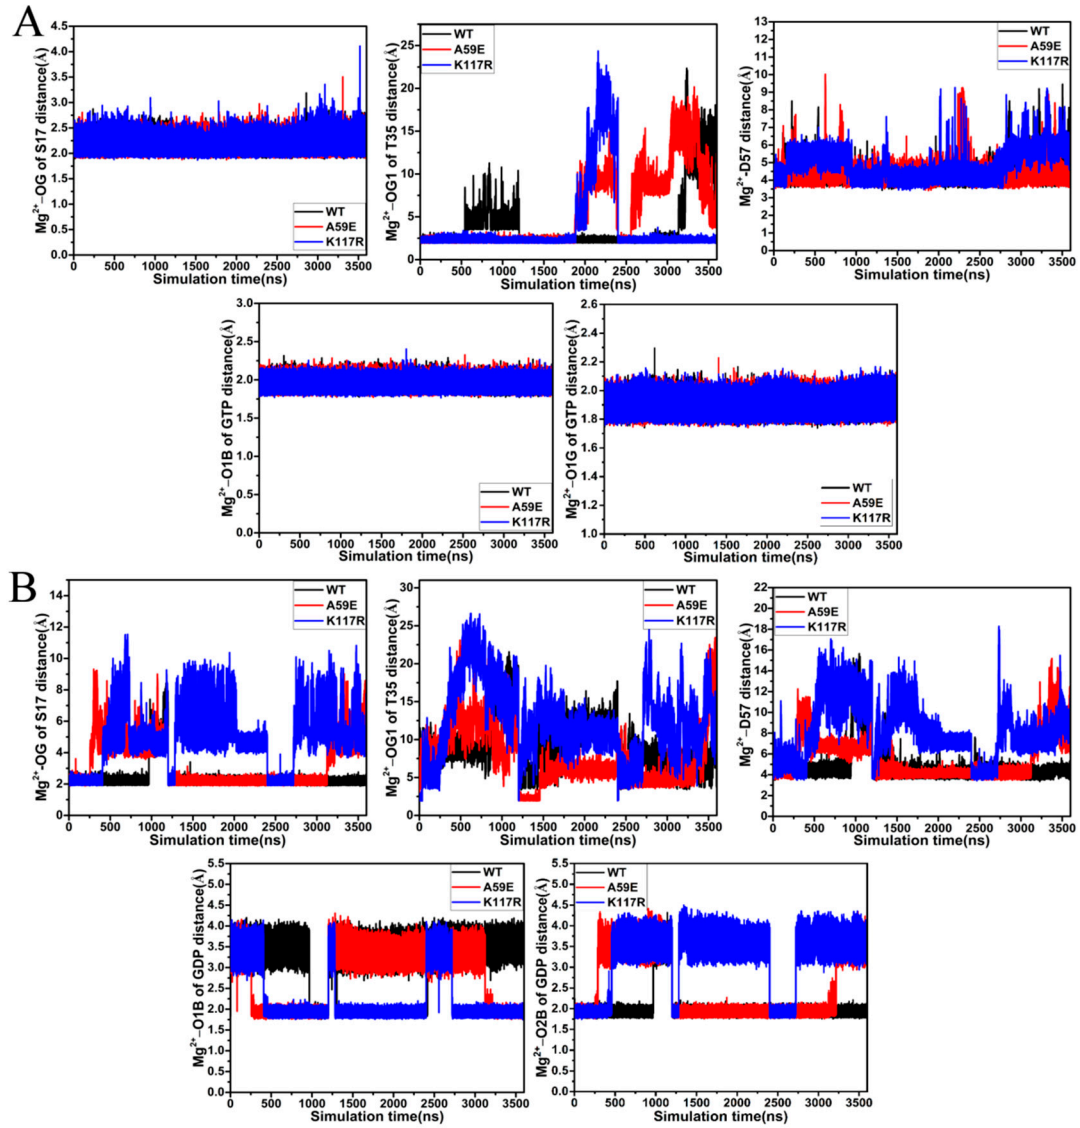 A
Mg2+−OG of S17 distance(Å)
4.5
4.0
3.5
3.0
2.5
2.0
1.5
1.0
0.5
0.0
WT
A59E
K117R
0 500 1000 1500 2000 2500 3000 3500
Simulation time(ns)
Mg2+−OG1 of T35 distance(Å)
25
20
15
10
5
0
WT
A59E
K117R
0 500 1000 1500 2000 2500 3000 3500
Simulation time(ns)
Mg2+-D57 distance(Å)
13
12
11
10
9
8
7
6
5
4
3
2
1
0
WT
A59E
K117R
0 500 1000 1500 2000 2500 3000 3500
Simulation time(ns)
Mg2+−O1B of GTP distance(Å)
3.0
2.5
2.0
1.5
1.0
0.5
0.0
WT
A59E
K117R
0 500 1000 1500 2000 2500 3000 3500
Simulation time(ns)
Mg2+−O1G of GTP distance(Å)
2.6
2.4
2.2
2.0
1.8
1.6
1.4
1.2
1.0
WT
A59E
K117R
0 500 1000 1500 2000 2500 3000 3500
Simulation time(ns)
B
Mg2+-OG of S17 distance(Å)
14
12
10
8
6
4
2
0
WT
A59E
K117R
0 500 1000 1500 2000 2500 3000 3500
Simulation time(ns)
Mg2+−OG1 of T35 distance(Å)
30
25
20
15
10
5
0
WT
A59E
K117R
0 500 1000 1500 2000 2500 3000 3500
Simulation time(ns)
Mg2+− D57 distance(Å)
22
20
18
16
14
12
10
8
6
4
2
0
WT
A59E
K117R
0 500 1000 1500 2000 2500 3000 3500
Simulation time(ns)
Mg2+−O1B of GDP distance(Å)
5.5
5.0
4.5
4.0
3.5
3.0
2.5
2.0
1.5
1.0
0.5
0.0
WT
A59E
K117R
0 500 1000 1500 2000 2500 3000 3500
Simulation time(ns)
Mg2+−O2B of GDP distance(Å)
5.5
5.0
4.5
4.0
3.5
3.0
2.5
2.0
1.5
1.0
0.5
0.0
WT
A59E
K117R
0 500 1000 1500 2000 2500 3000 3500
Simulation time(ns)